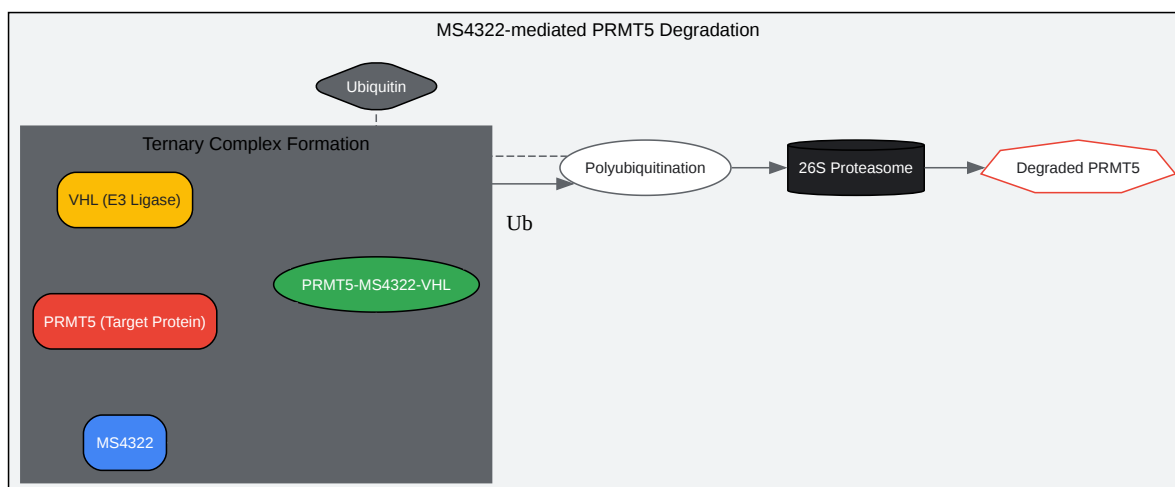 MS4322-mediated PRMT5 Degradation
Ubiquitin
Ternary Complex Formation
VHL (E3 Ligase)
PRMT5 (Target Protein)
MS4322
PRMT5-MS4322-VHL
Ub
Polyubiquitination
26S Proteasome
Degraded PRMT5